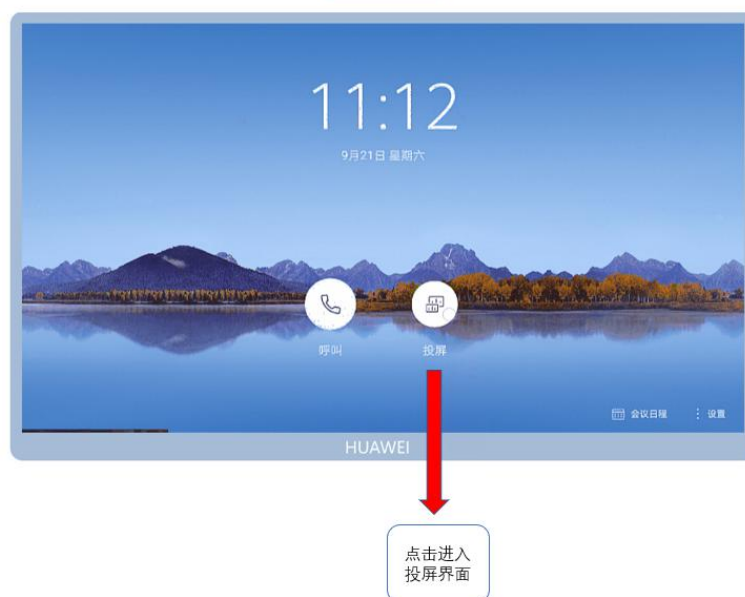 11:12
9月21日 星期六
呼叫
投屏
会议日程
设置
HUAWEI
点击进入
投屏界面